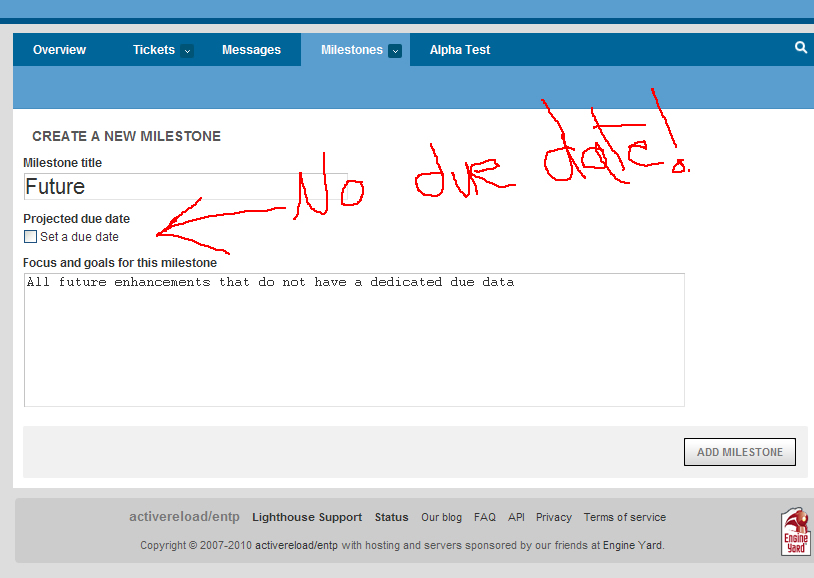 Overview Tickets Messages Milestones Alpha Test
CREATE A NEW MILESTONE
Milestone title
Future
No due date!
Projected due date
Set a due date
Focus and goals for this milestone
All future enhancements that do not have a dedicated due data
ADD MILESTONE
activereload/entp Lighthouse Support Status Our blog FAQ API Privacy Terms of service
Copyright © 2007-2010 activereload/entp with hosting and servers sponsored by our friends at Engine Yard.
Engine
Yard